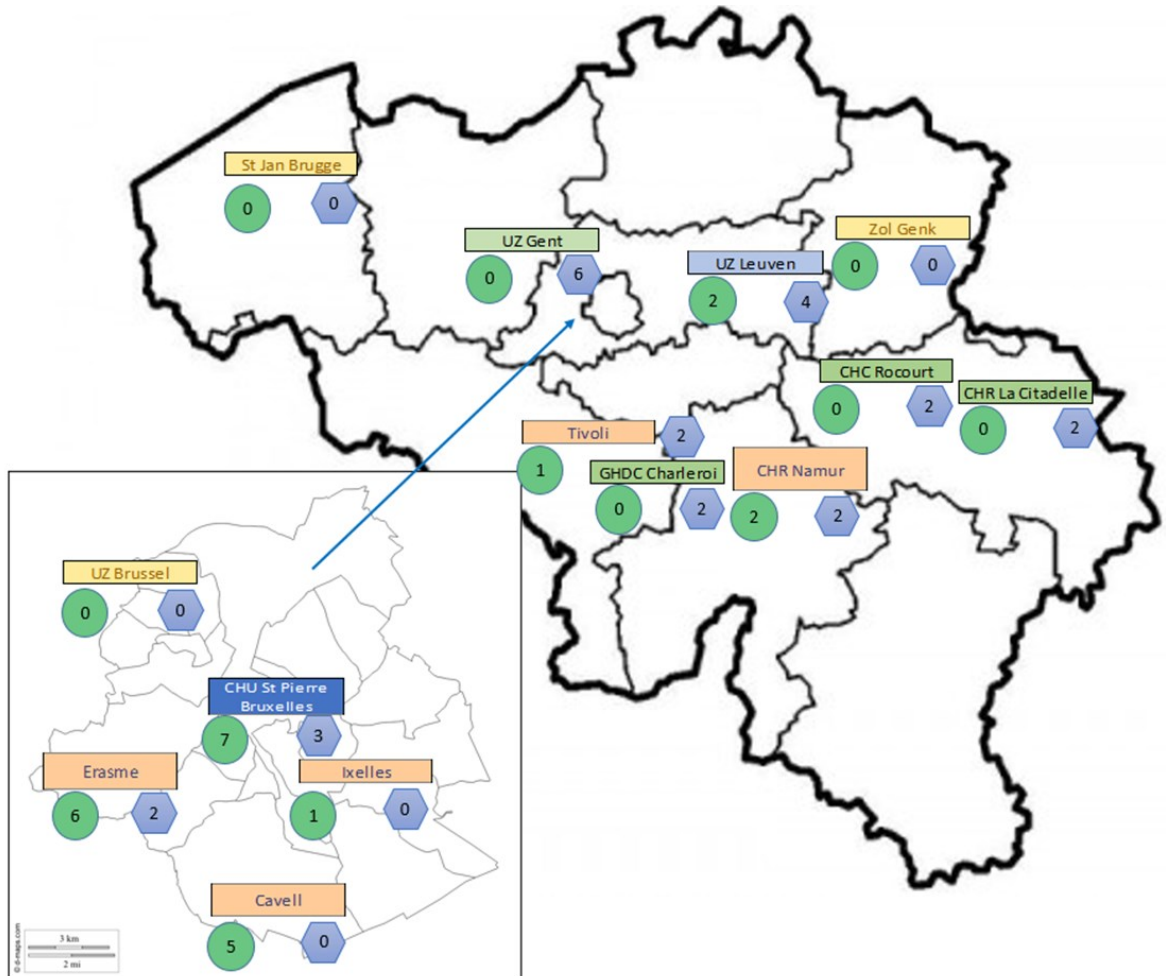 St Jan Brugge
0
0
UZ Gent
0
6
UZ Leuven
2
4
Zol Genk
0
0
CHC Rocourt
0
2
CHR La Citadelle
0
2
Tivoli
1
2
GHDC Charleroi
0
2
CHR Namur
2
2
UZ Brussel
0
0
CHU St Pierre
Bruxelles
7
3
Erasme
6
2
Ixelles
1
0
Cavell
5
0
3 km
2 mi
© d-maps.com